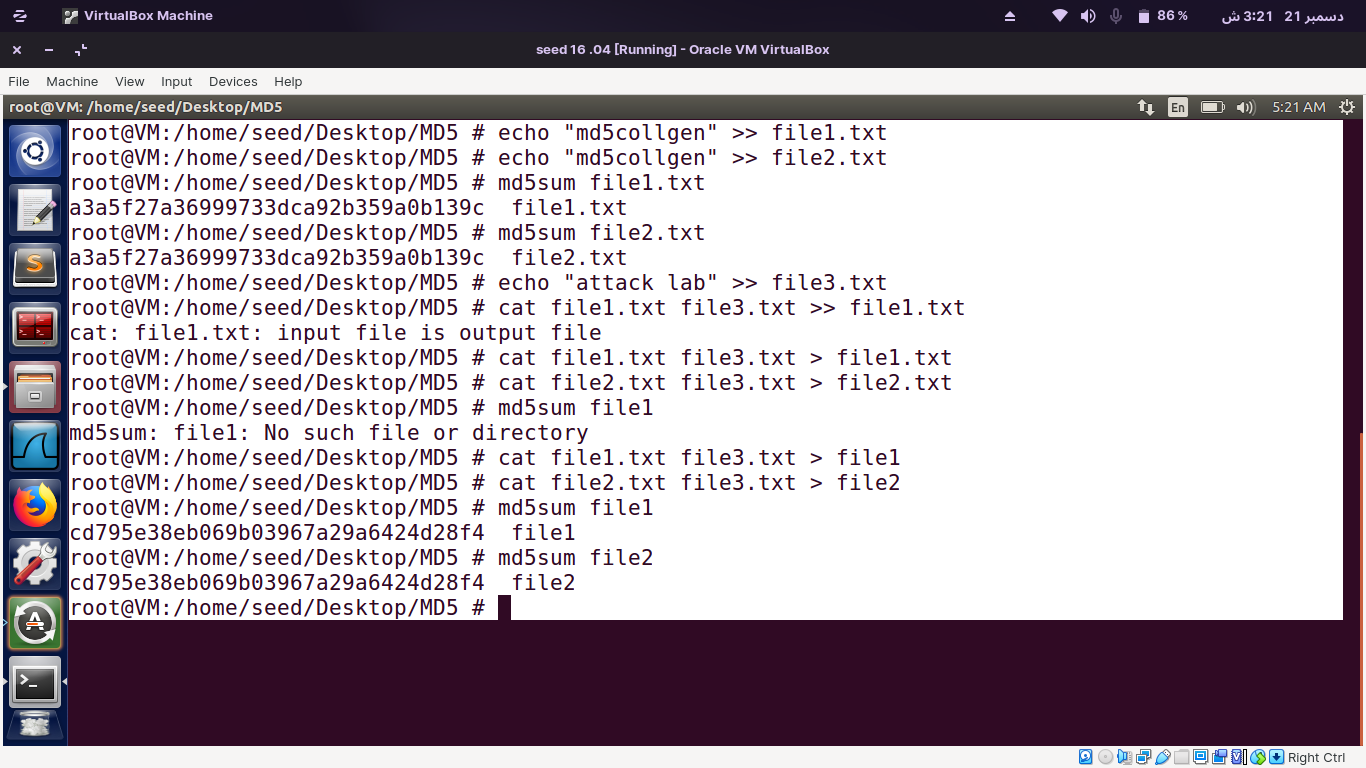 VirtualBox Machine
86 %
دسمبر 21 3:21 ش
seed 16 .04 [Running] - Oracle VM VirtualBox
File Machine View Input Devices Help
root@VM: /home/seed/Desktop/MD5
En
5:21 AM
root@VM:/home/seed/Desktop/MD5 # echo "md5collgen" >> file1.txt
root@VM:/home/seed/Desktop/MD5 # echo "md5collgen" >> file2.txt
root@VM:/home/seed/Desktop/MD5 # md5sum file1.txt
a3a5f27a36999733dca92b359a0b139c  file1.txt
root@VM:/home/seed/Desktop/MD5 # md5sum file2.txt
a3a5f27a36999733dca92b359a0b139c  file2.txt
root@VM:/home/seed/Desktop/MD5 # echo "attack lab" >> file3.txt
root@VM:/home/seed/Desktop/MD5 # cat file1.txt file3.txt >> file1.txt
cat: file1.txt: input file is output file
root@VM:/home/seed/Desktop/MD5 # cat file1.txt file3.txt > file1.txt
root@VM:/home/seed/Desktop/MD5 # cat file2.txt file3.txt > file2.txt
root@VM:/home/seed/Desktop/MD5 # md5sum file1
md5sum: file1: No such file or directory
root@VM:/home/seed/Desktop/MD5 # cat file1.txt file3.txt > file1
root@VM:/home/seed/Desktop/MD5 # cat file2.txt file3.txt > file2
root@VM:/home/seed/Desktop/MD5 # md5sum file1
cd795e38eb069b03967a29a6424d28f4  file1
root@VM:/home/seed/Desktop/MD5 # md5sum file2
cd795e38eb069b03967a29a6424d28f4  file2
root@VM:/home/seed/Desktop/MD5 #
Right Ctrl